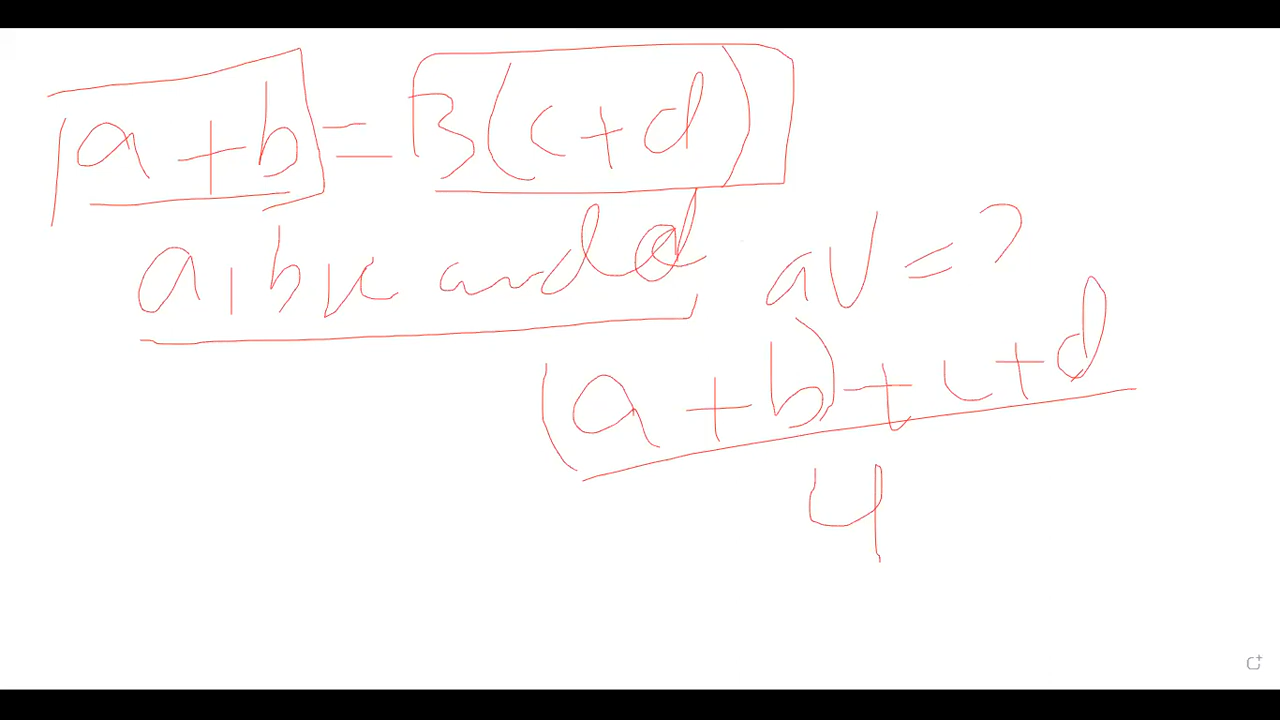 a + b = 3(c + d)
a, b, c and d
av = ?
(a + b) + c + d
4